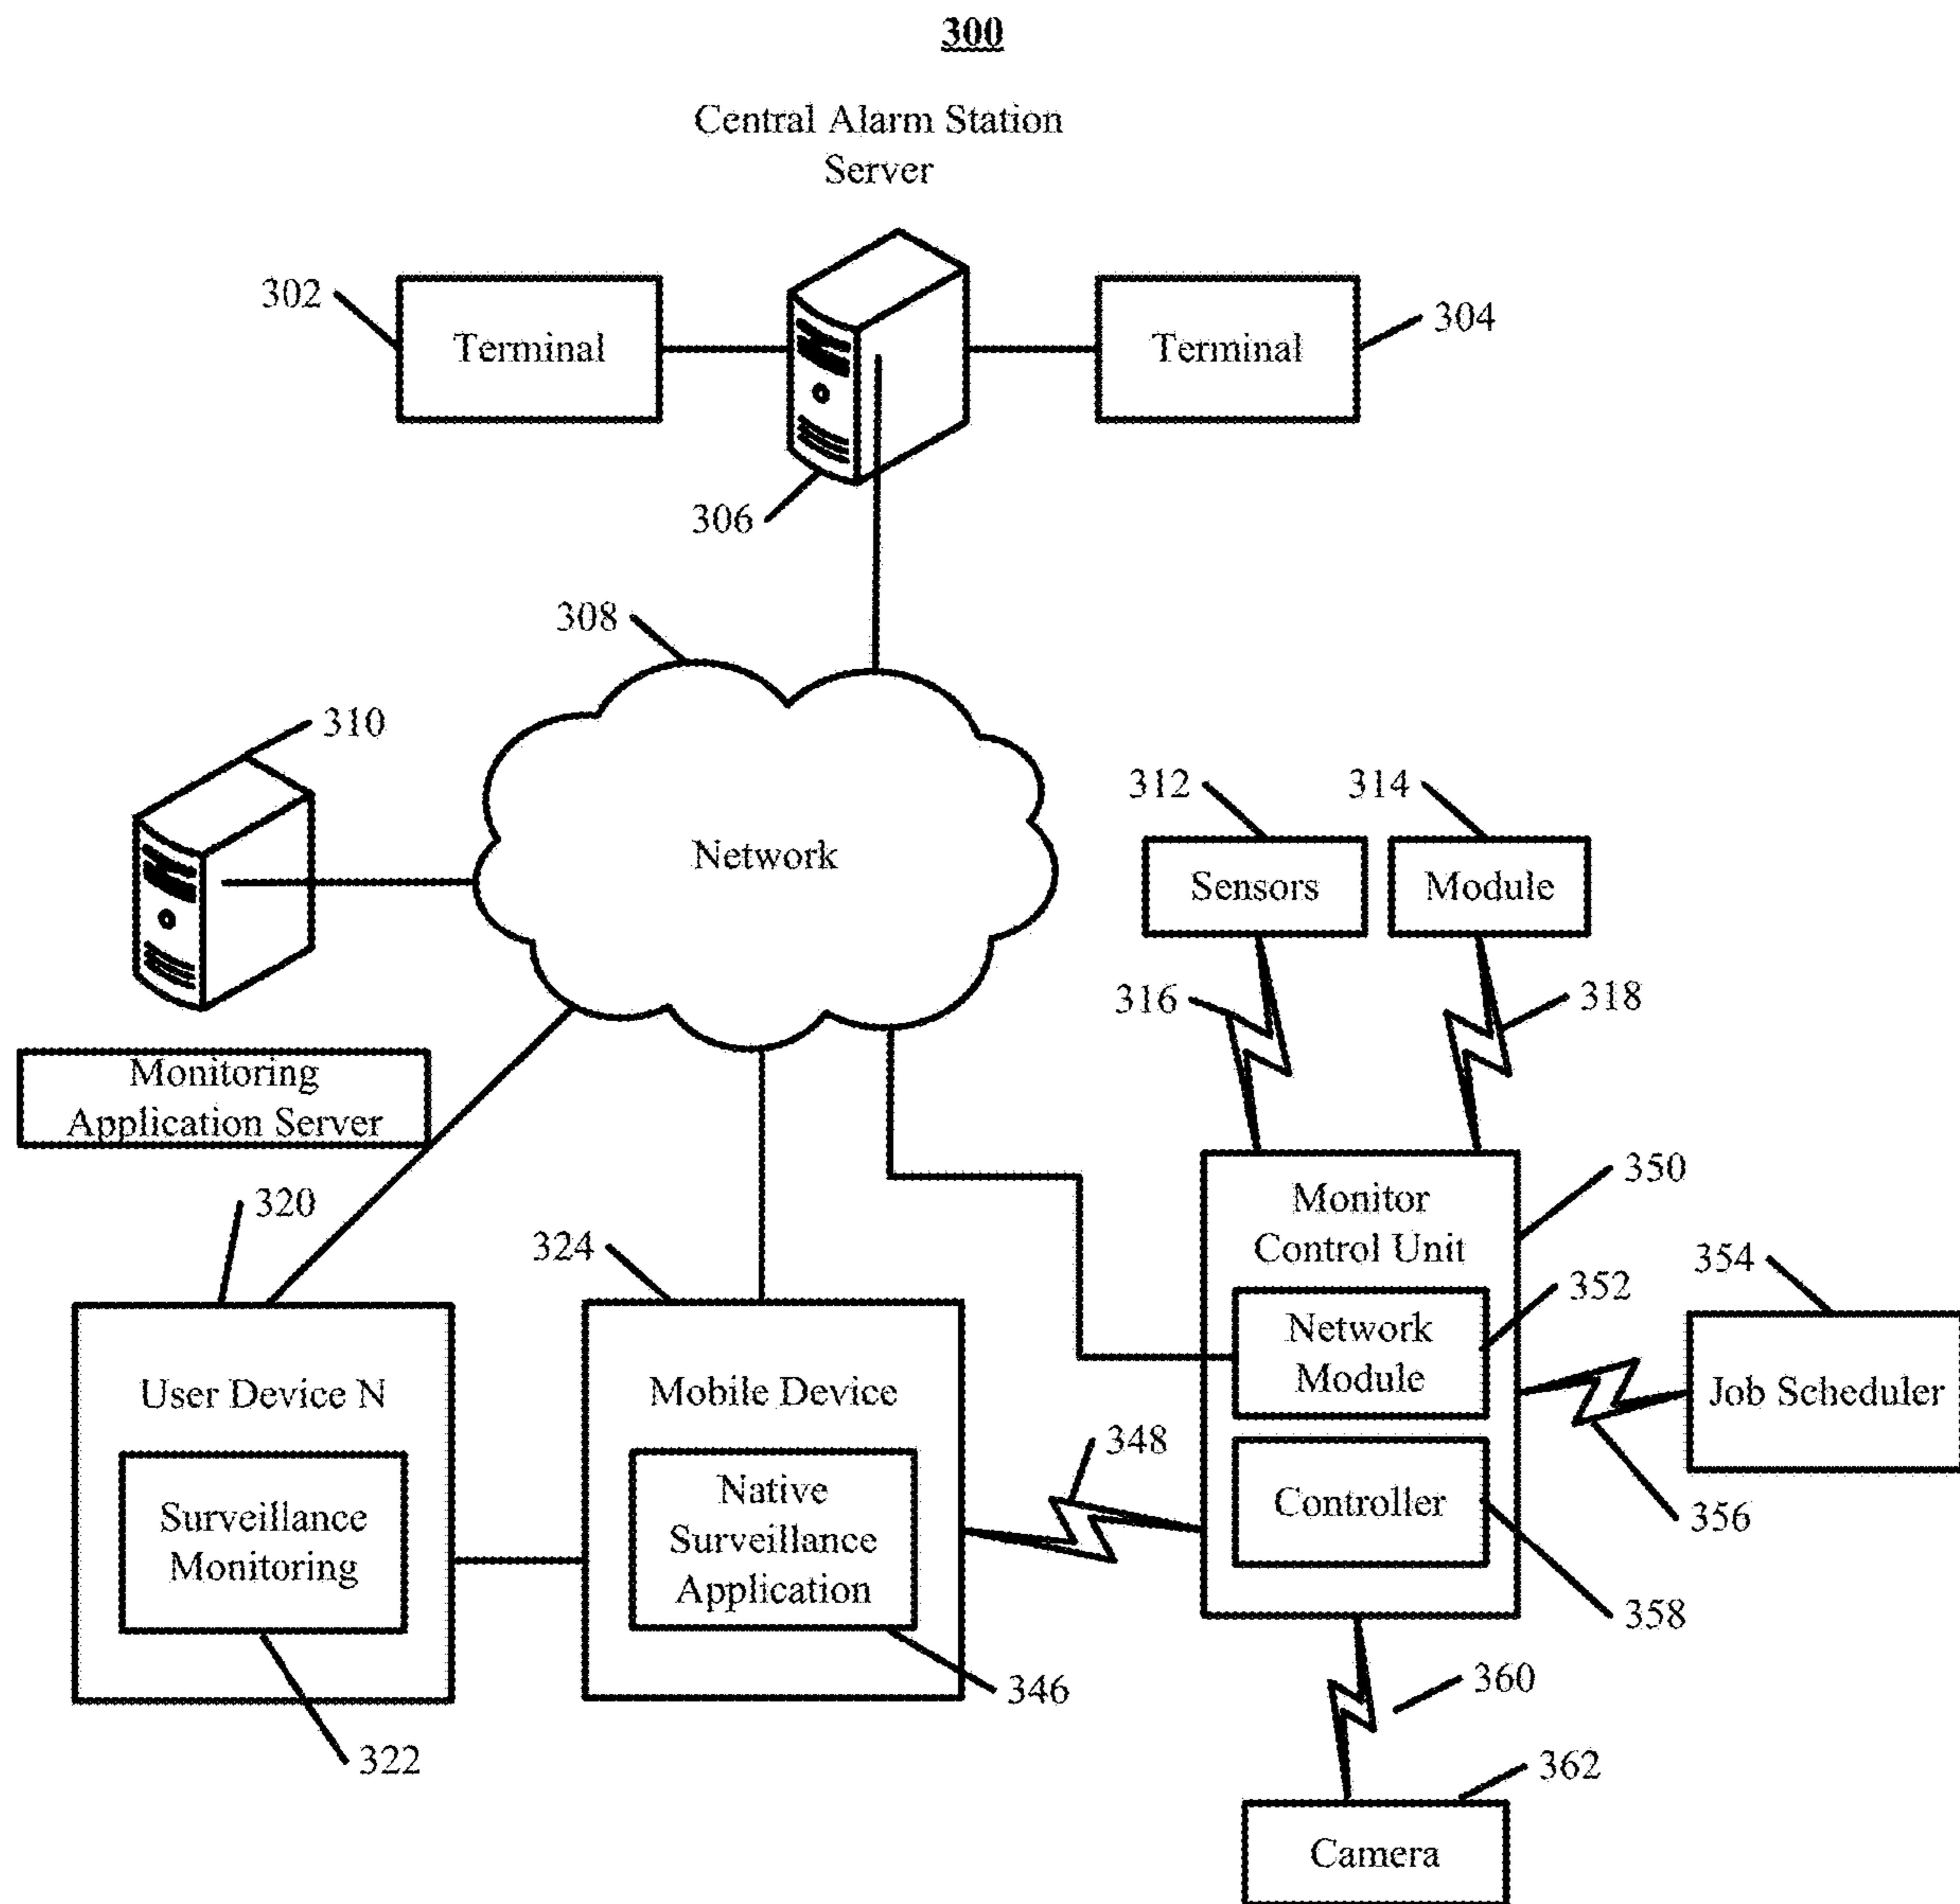 300
Central Alarm Station
Server
302
Terminal
Terminal
304
306
308
310
Network
312
314
Sensors
Module
316
318
Monitoring
Application Server
320
324
350
Monitor
Control Unit
352
354
Network
Module
User Device N
Mobile Device
Job Scheduler
348
Surveillance
Monitoring
Native
Surveillance
Application
Controller
356
358
346
360
322
362
Camera